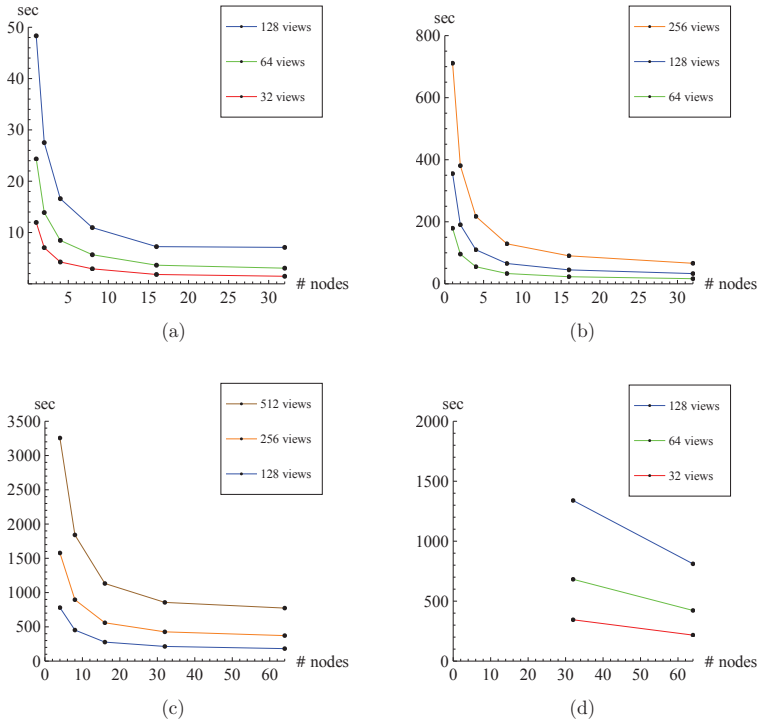 sec
50
40
30
20
10
5 10 15 20 25 30
# nodes
128 views
64 views
32 views
(a)
sec
800
600
400
200
0
0 5 10 15 20 25 30
# nodes
256 views
128 views
64 views
(b)
sec
3500
3000
2500
2000
1500
1000
500
0
0 10 20 30 40 50 60
# nodes
512 views
256 views
128 views
(c)
sec
2000
1500
1000
500
0
0 10 20 30 40 50 60
# nodes
128 views
64 views
32 views
(d)